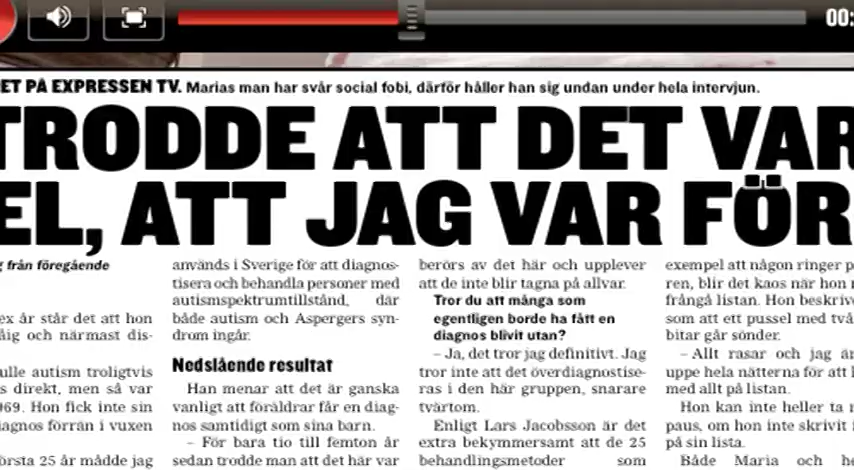 00:
ET PÅ EXPRESSEN TV. Marias man har svår social fobi, därför håller han sig undan under hela intervjun.
TRODDE ATT DET VAR
EL, ATT JAG VAR FÖR
från föregående
ex år står det att hon
åig och närmast dis-
ulle autism troligtvis
s direkt, men så var
969. Hon fick inte sin
iagnos förrän i vuxen
örsta 25 år mådde jag
används i Sverige för att diagnos-
tisera och behandla personer med
autismspektrumtillstånd, där
både autism och Aspergers syn-
drom ingår.
Nedslående resultat
Han menar att det är ganska
vanligt att föräldrar får en diag-
nos samtidigt som sina barn.
– För bara tio till femton år
sedan trodde man att det här var
berörs av det här och upplever
att de inte blir tagna på allvar.
Tror du att många som
egentligen borde ha fått en
diagnos blivit utan?
– Ja, det tror jag definitivt. Jag
tror inte att det överdiagnostise-
ras i den här gruppen, snarare
tvärtom.
Enligt Lars Jacobsson är det
extra bekymmersamt att de 25
behandlingsmetoder som
exempel att någon ringer p
ren, blir det kaos när hon
frångå listan. Hon beskriv
som att ett pussel med två
bitar går sönder.
– Allt rasar och jag är
uppe hela nätterna för att
med allt på listan.
Hon kan inte heller ta
paus, om hon inte skrivit
på sin lista.
Både Maria och he